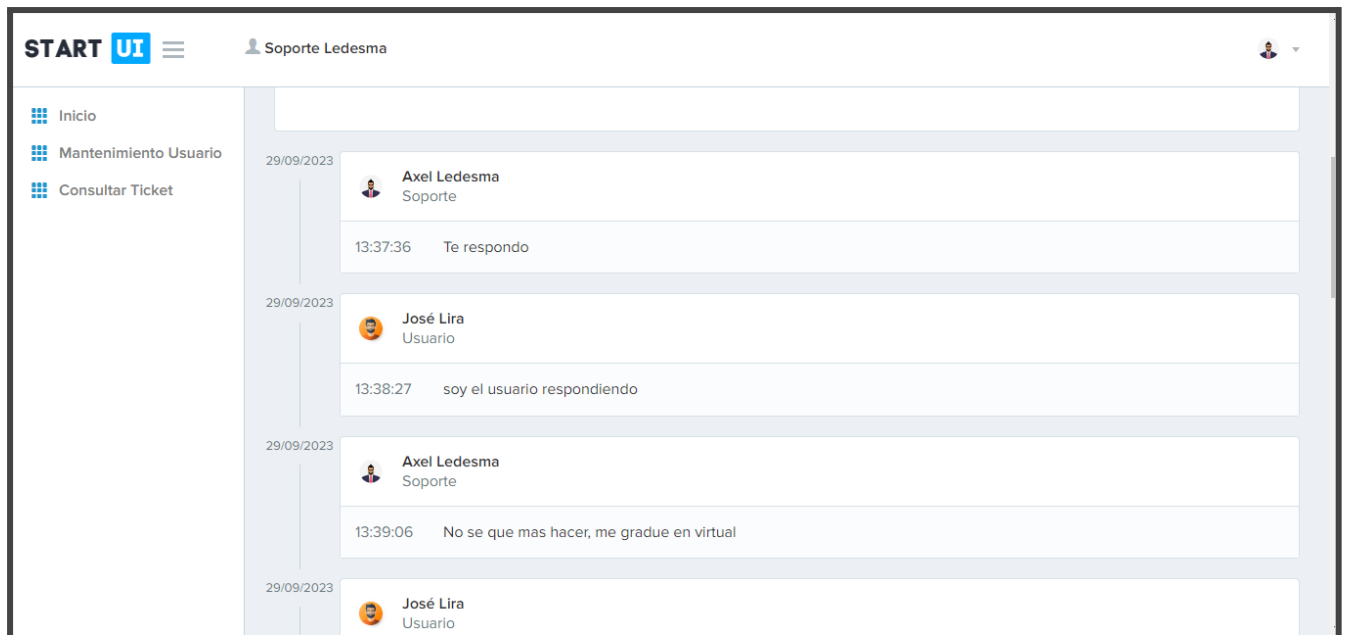 START UI
Soporte Ledesma
Inicio
Mantenimiento Usuario
Consultar Ticket
29/09/2023
Axel Ledesma
Soporte
13:37:36 Te respondo
29/09/2023
José Lira
Usuario
13:38:27 soy el usuario respondiendo
29/09/2023
Axel Ledesma
Soporte
13:39:06 No se que mas hacer, me gradue en virtual
29/09/2023
José Lira
Usuario